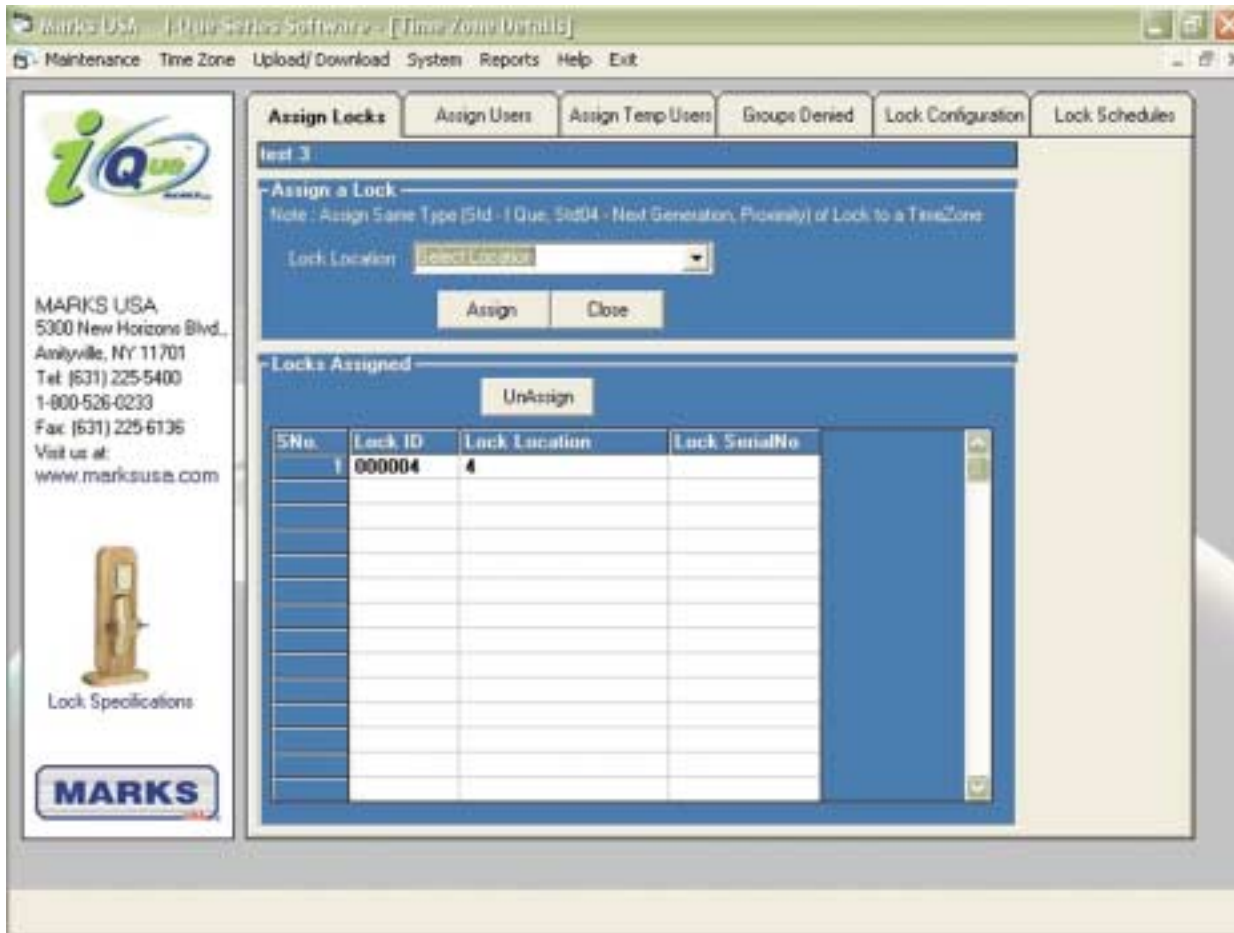 Marks USA - I-Que Series Software - [Time Zone Details]
Maintenance Time Zone Upload/Download System Reports Help Exit
iQue
Assign Locks Assign Users Assign Temp Users Groups Denied Lock Configuration Lock Schedules
test 3
Assign a Lock
Note : Assign Same Type (Std - I Que, Std04 - Next Generation, Proximity) of Lock to a TimeZone
Lock Location Select Location
Assign Close
MARKS USA
5300 New Horizons Blvd.,
Amityville, NY 11701
Tel: (631) 225-5400
1-800-526-0233
Fax: (631) 225-6136
Visit us at:
www.marksusa.com
Locks Assigned
UnAssign
SNo. Lock ID Lock Location Lock SerialNo
1 000004 4
Lock Specifications
MARKS